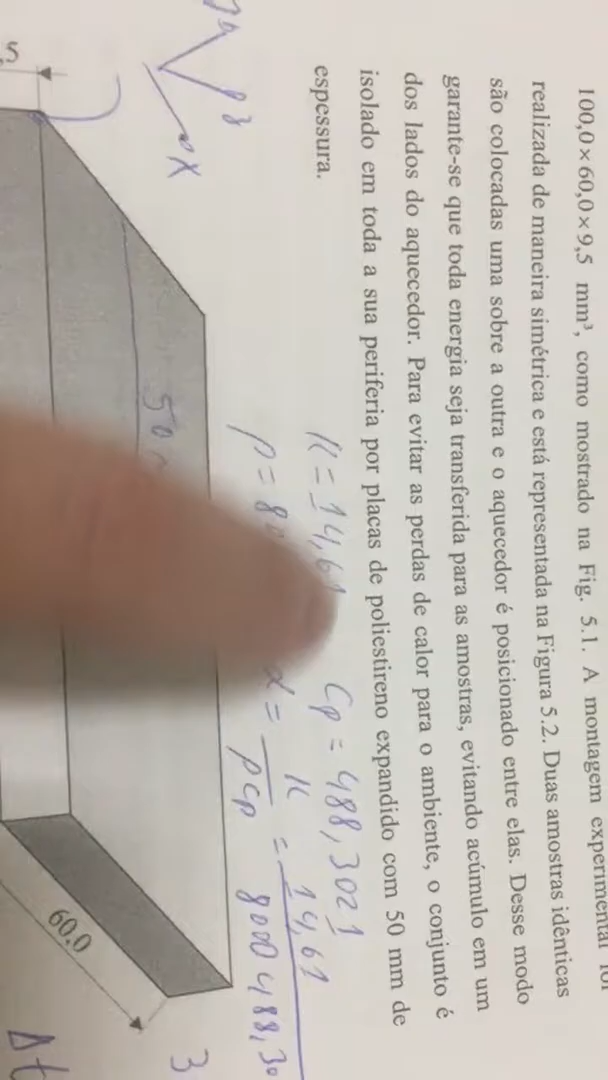 100,0×60,0×9,5 mm³, como mostrado na Fig. 5.1. A montagem experimental foi
realizada de maneira simétrica e está representada na Figura 5.2. Duas amostras idênticas
são colocadas uma sobre a outra e o aquecedor é posicionado entre elas. Desse modo
garante-se que toda energia seja transferida para as amostras, evitando acúmulo em um
dos lados do aquecedor. Para evitar as perdas de calor para o ambiente, o conjunto é
isolado em toda a sua periferia por placas de poliestireno expandido com 50 mm de
espessura.
K = 14,61 Cp = 488,3021
α = K / ρcp = 14,61 / 8000 488,30
x
60,0
3
Δt